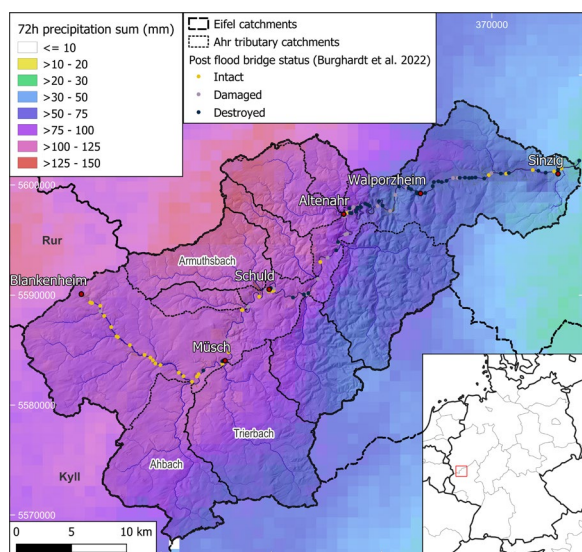 370000
72h precipitation sum (mm)
<= 10
>10 - 20
>20 - 30
>30 - 50
>50 - 75
>75 - 100
>100 - 125
>125 - 150
Eifel catchments
Ahr tributary catchments
Post flood bridge status (Burghardt et al. 2022)
Intact
Damaged
Destroyed
Sinzig
5600000
Walporzheim
Altenahr
Rur
Armuthsbach
Blankenheim
Schuld
5590000
Müsch
5580000
Trierbach
Ahbach
Kyll
5570000
0 5 10 km